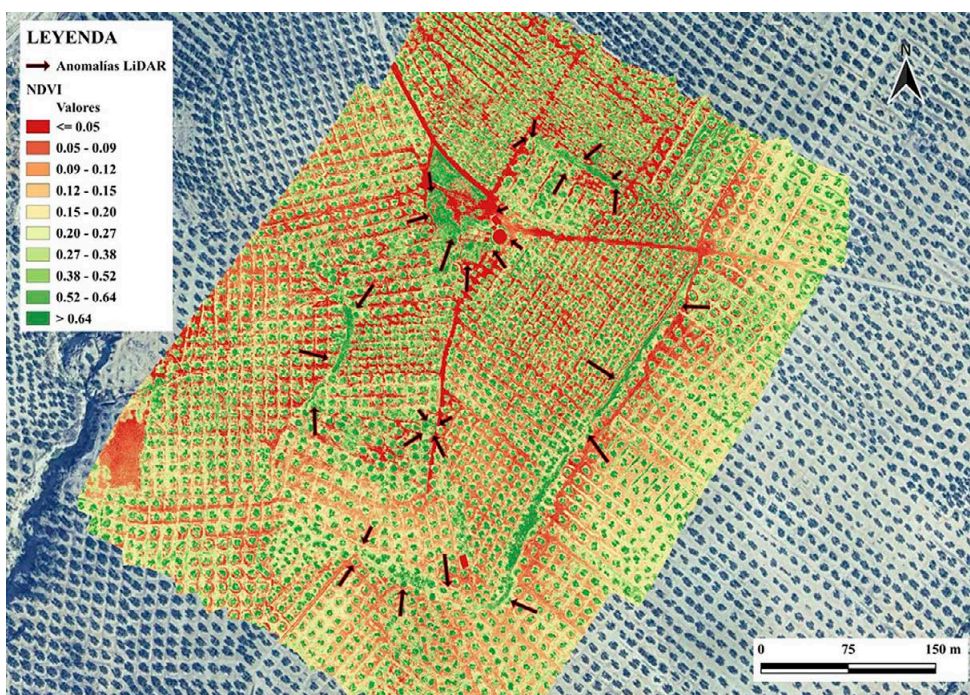 LEYENDA
Anomalías LiDAR
NDVI
Valores
<= 0.05
0.05 - 0.09
0.09 - 0.12
0.12 - 0.15
0.15 - 0.20
0.20 - 0.27
0.27 - 0.38
0.38 - 0.52
0.52 - 0.64
> 0.64
N
0 75 150 m